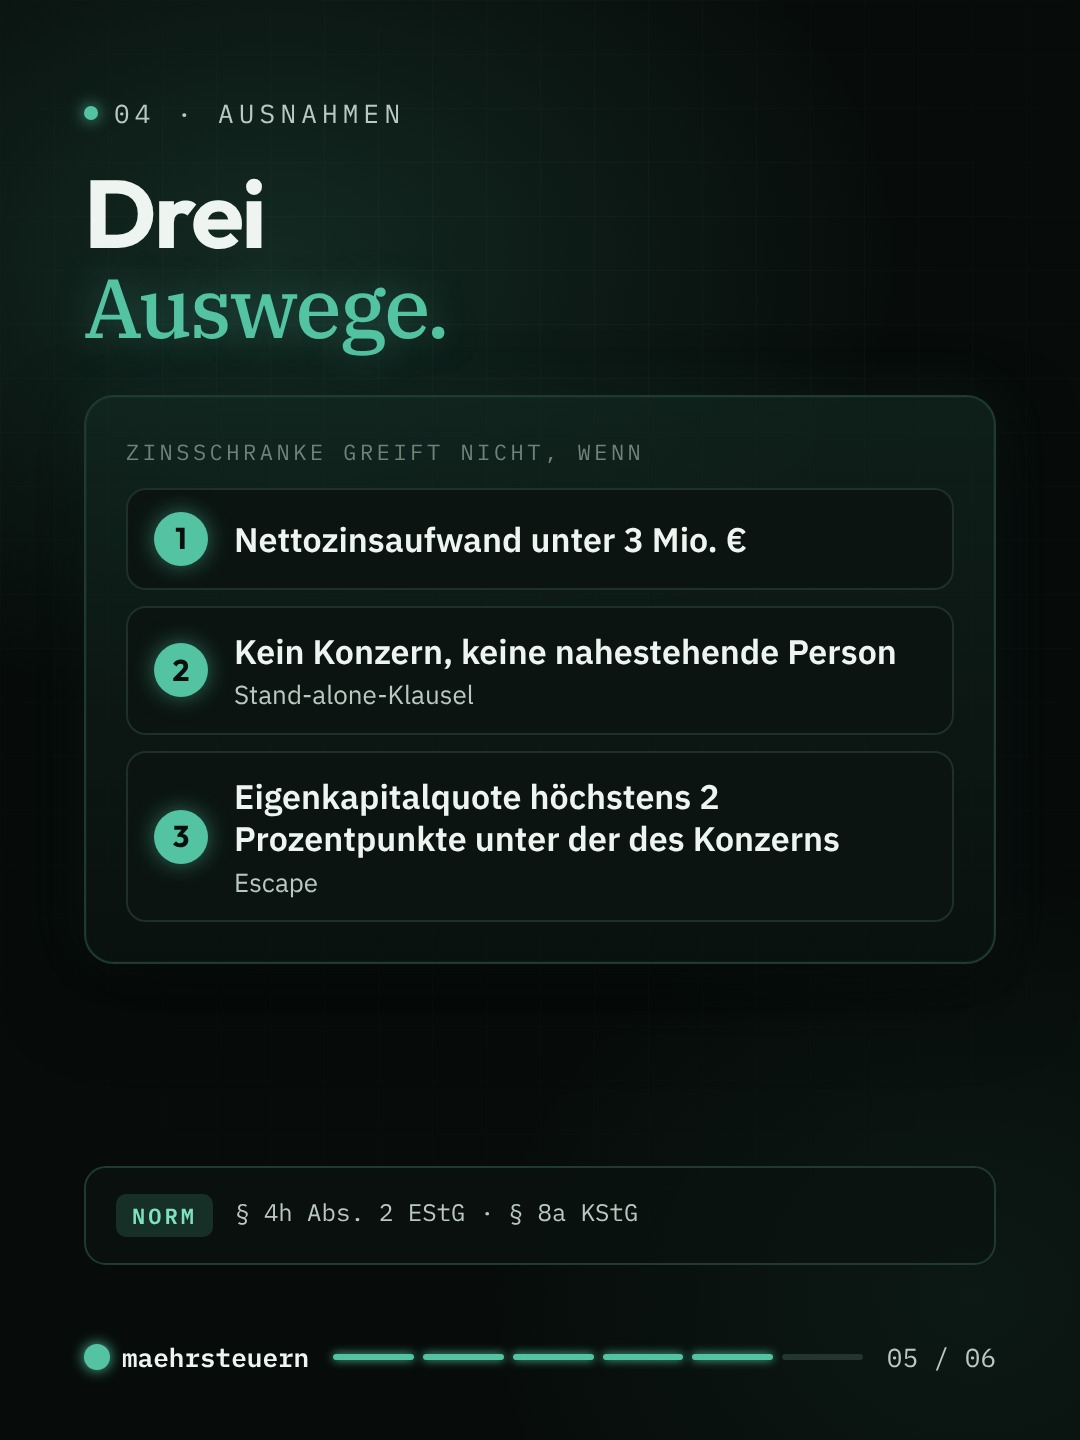 04 · AUSNAHMEN
Drei
Auswege.
ZINSSCHRANKE GREIFT NICHT, WENN
1 Nettozinsaufwand unter 3 Mio. €
2 Kein Konzern, keine nahestehende Person
Stand-alone-Klausel
3 Eigenkapitalquote höchstens 2
Prozentpunkte unter der des Konzerns
Escape
NORM § 4h Abs. 2 EStG · § 8a KStG
maehrsteuern 05 / 06